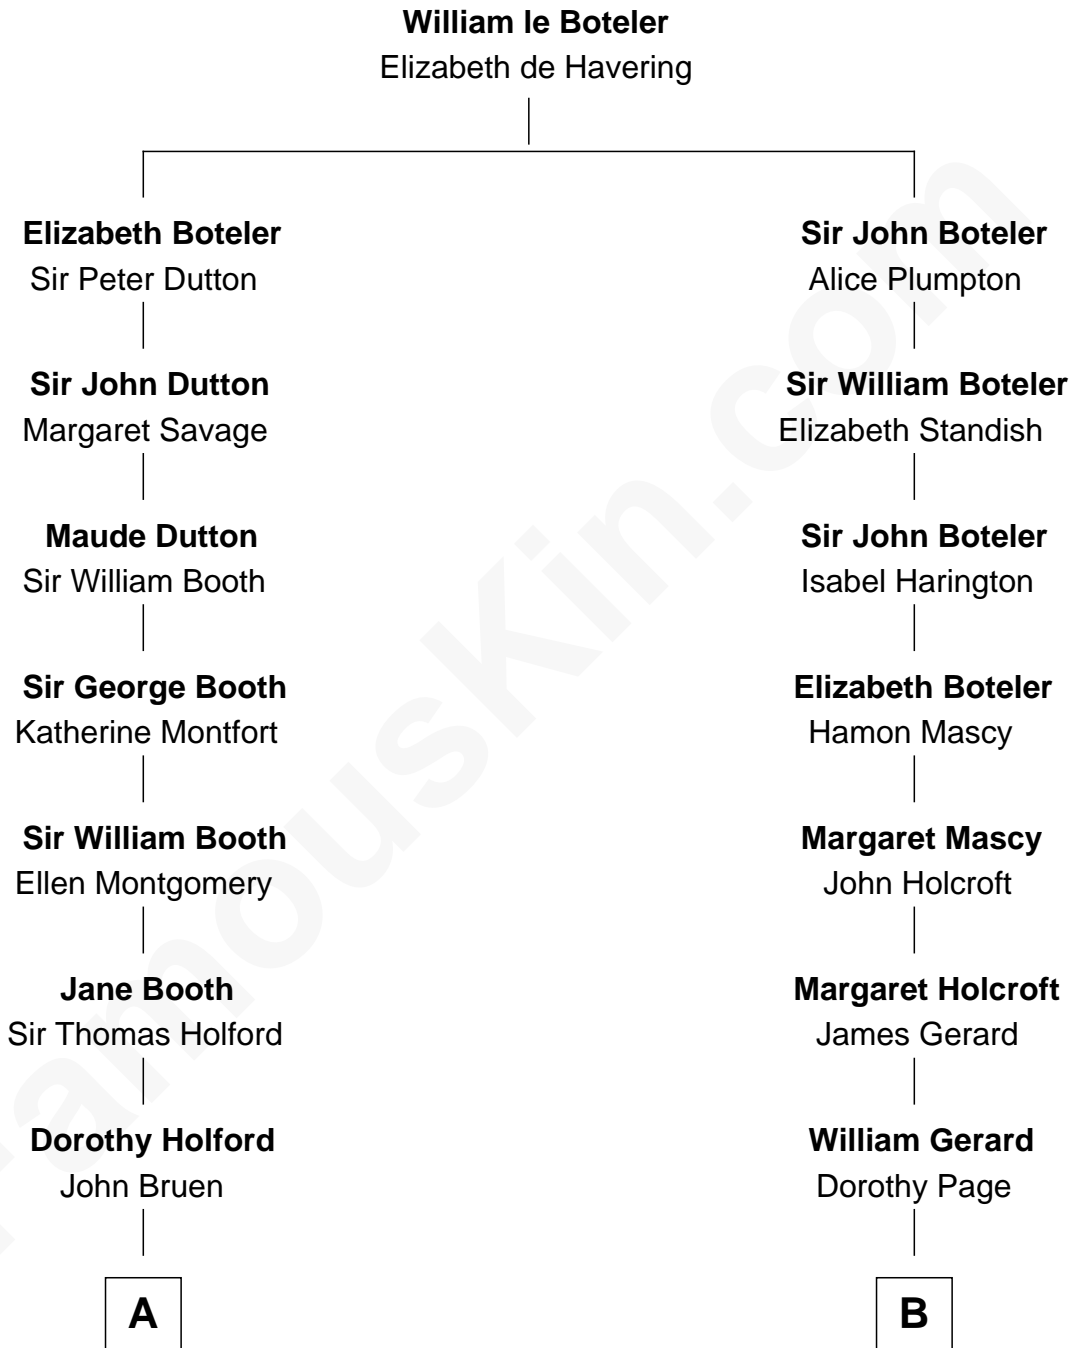 William le Boteler
Elizabeth de Havering
Elizabeth Boteler
Sir Peter Dutton
Sir John Dutton
Margaret Savage
Maude Dutton
Sir William Booth
Sir George Booth
Katherine Montfort
Sir William Booth
Ellen Montgomery
Jane Booth
Sir Thomas Holford
Dorothy Holford
John Bruen
A
Sir John Boteler
Alice Plumpton
Sir William Boteler
Elizabeth Standish
Sir John Boteler
Isabel Harington
Elizabeth Boteler
Hamon Mascy
Margaret Mascy
John Holcroft
Margaret Holcroft
James Gerard
William Gerard
Dorothy Page
B
FamousKin.com